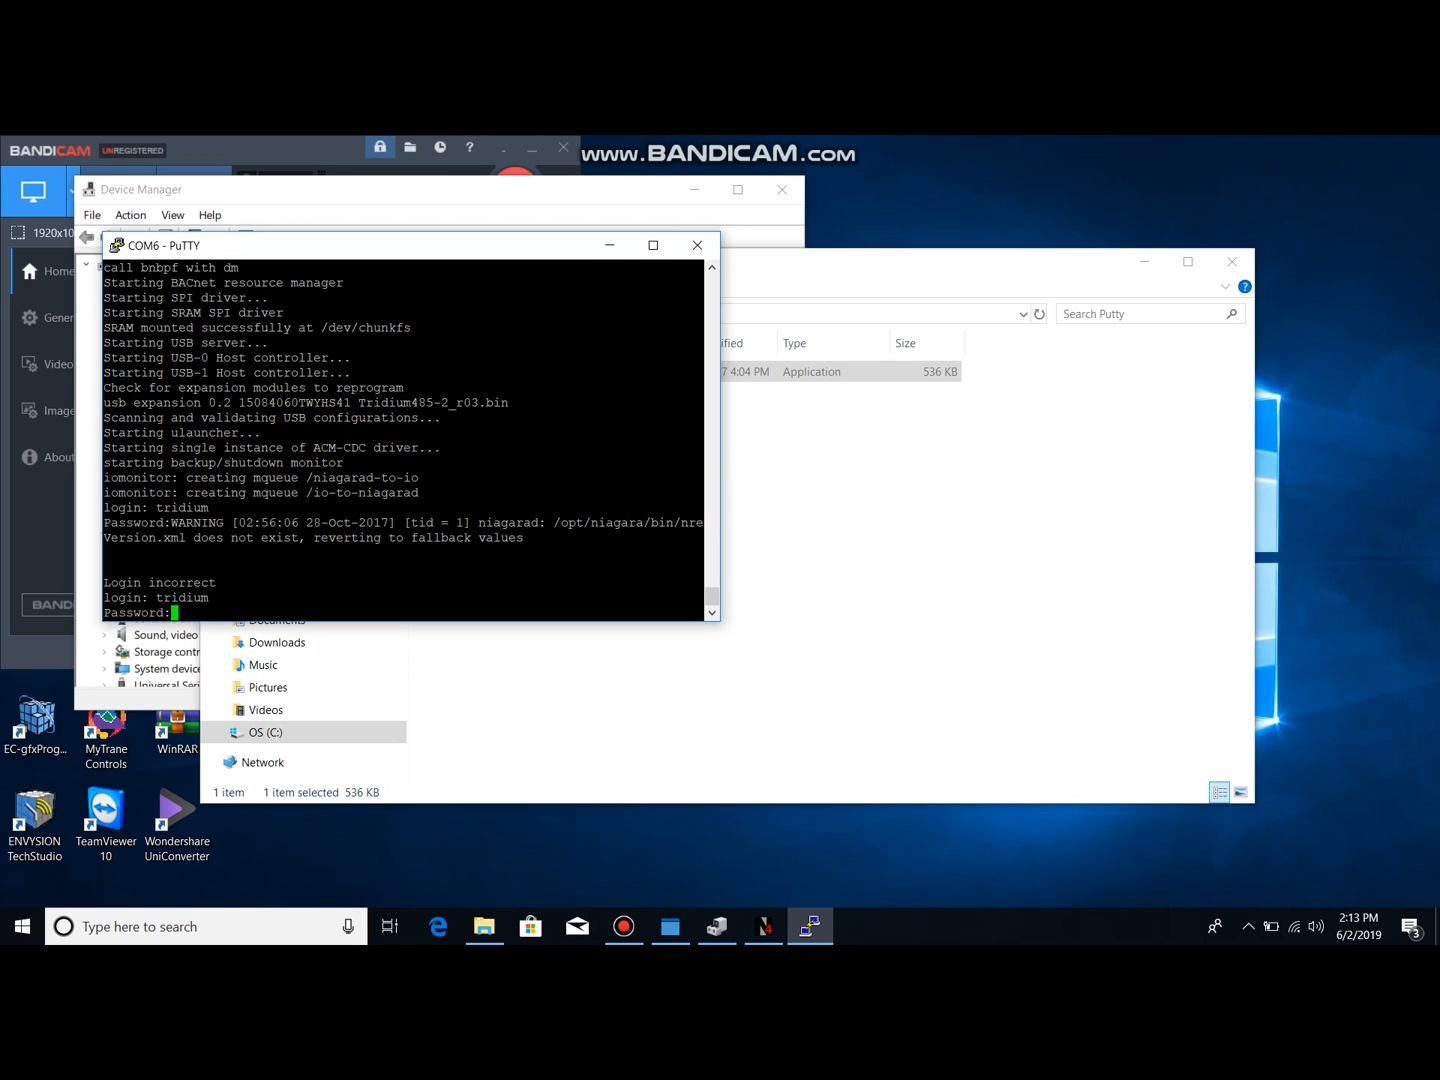 BANDICAM UNREGISTERED
www.BANDICAM.com
1920x10
Home
Gener
Video
Image
About
BAND
Device Manager
File Action View Help
COM6 - PuTTY
call bnbpf with dm
Starting BACnet resource manager
Starting SPI driver...
Starting SRAM SPI driver
SRAM mounted successfully at /dev/chunkfs
Starting USB server...
Starting USB-0 Host controller...
Starting USB-1 Host controller...
Check for expansion modules to reprogram
usb expansion 0.2 15084060TWYHS41 Tridium485-2_r03.bin
Scanning and validating USB configurations...
Starting ulauncher...
Starting single instance of ACM-CDC driver...
starting backup/shutdown monitor
iomonitor: creating mqueue /niagarad-to-io
iomonitor: creating mqueue /io-to-niagarad
login: tridium
Password:WARNING [02:56:06 28-Oct-2017] [tid = 1] niagarad: /opt/niagara/bin/nre
Version.xml does not exist, reverting to fallback values
Login incorrect
login: tridium
Password:
Sound, video
Storage contr
System device
Universal Seri
Search Putty
ified Type Size
7 4:04 PM Application 536 KB
Documents
Downloads
Music
Pictures
Videos
OS (C:)
Network
1 item 1 item selected 536 KB
EC-gfxProg...
MyTrane
Controls
WinRAR
ENVYSION
TechStudio
TeamViewer
10
Wondershare
UniConverter
Type here to search
2:13 PM
6/2/2019
3